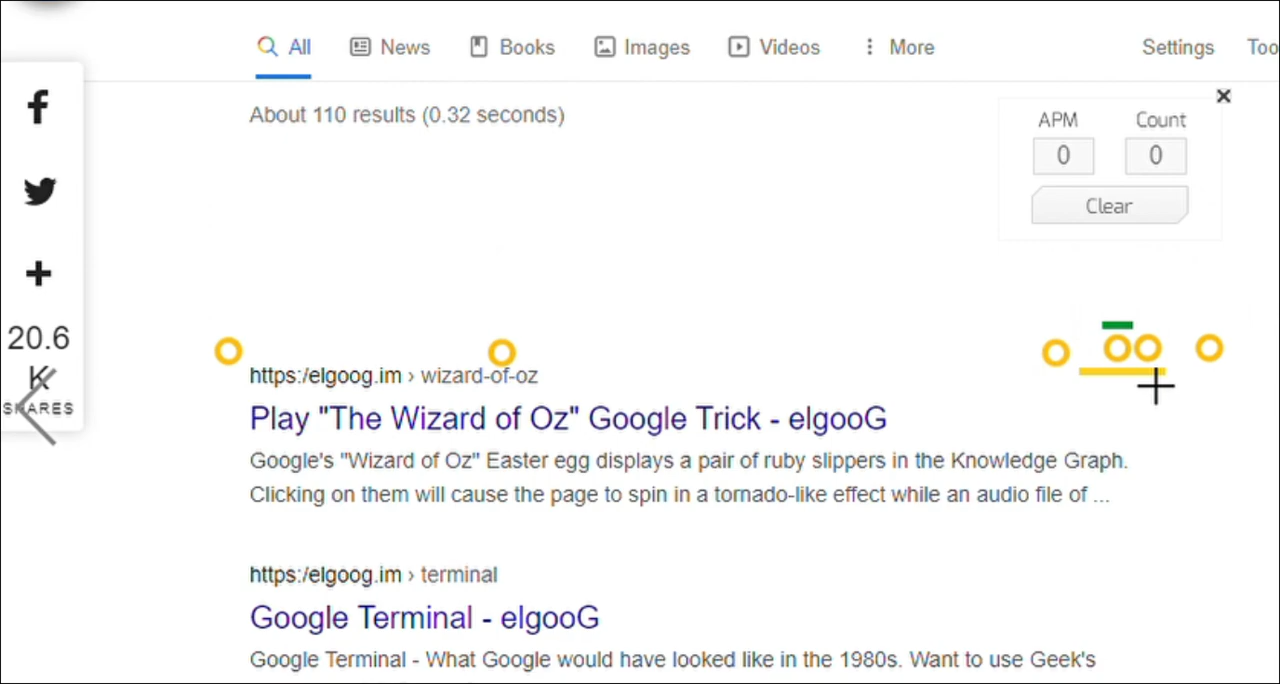 All News Books Images Videos More Settings Too
About 110 results (0.32 seconds)
APM Count
0 0
Clear
20.6
K
SHARES
https:/elgoog.im › wizard-of-oz
Play "The Wizard of Oz" Google Trick - elgooG
Google's "Wizard of Oz" Easter egg displays a pair of ruby slippers in the Knowledge Graph.
Clicking on them will cause the page to spin in a tornado-like effect while an audio file of ...
https:/elgoog.im › terminal
Google Terminal - elgooG
Google Terminal - What Google would have looked like in the 1980s. Want to use Geek's